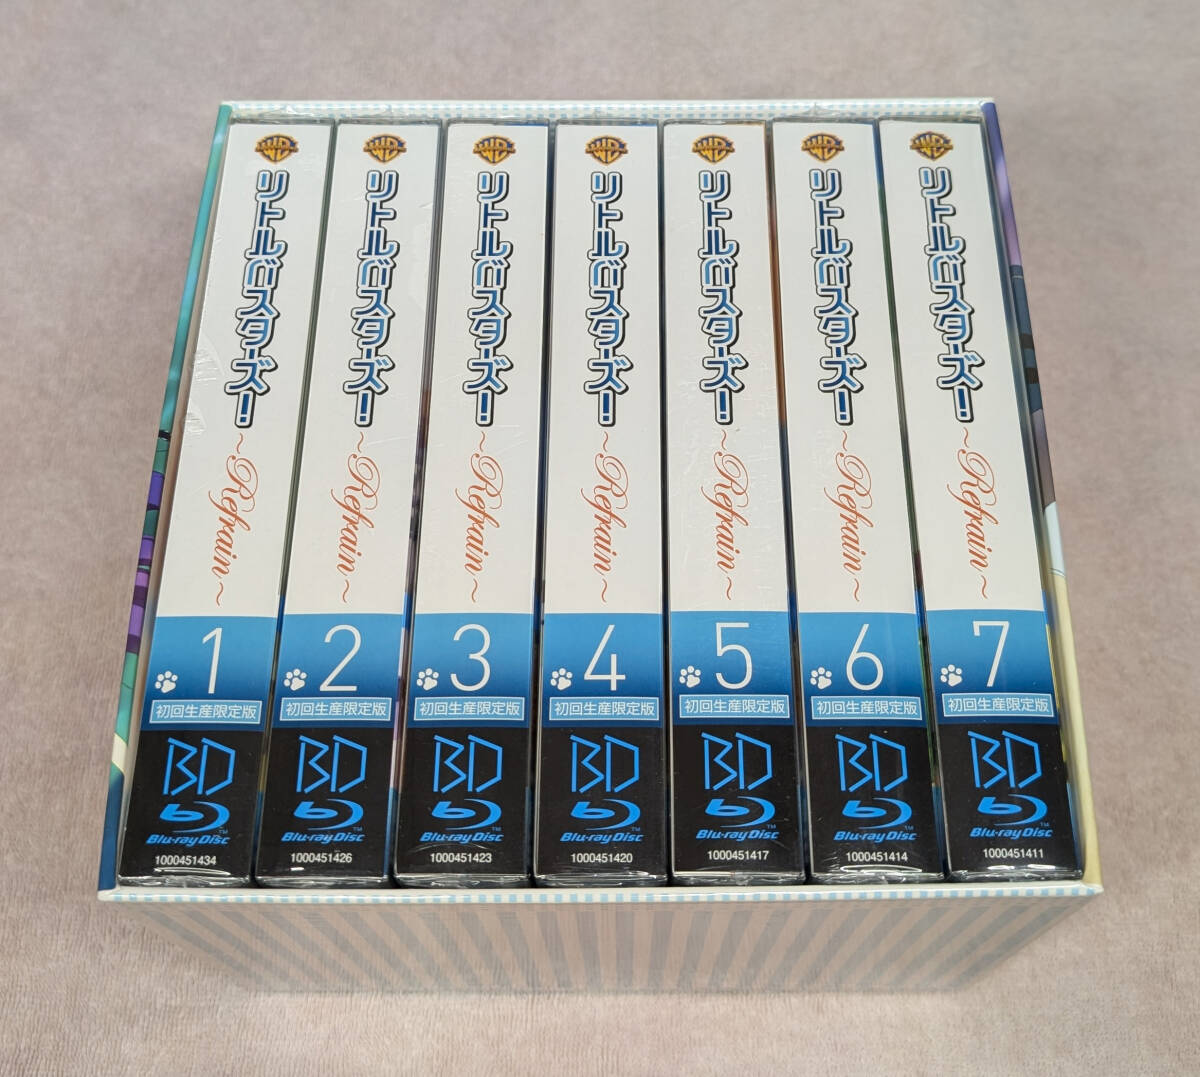 WB
リトルバスターズ!
~Refrain~
1
初回生産限定版
BD
Blu-ray Disc
TM
1000451434
WB
リトルバスターズ!
~Refrain~
2
初回生産限定版
BD
Blu-ray Disc
TM
1000451426
WB
リトルバスターズ!
~Refrain~
3
初回生産限定版
BD
Blu-ray Disc
TM
1000451423
WB
リトルバスターズ!
~Refrain~
4
初回生産限定版
BD
Blu-ray Disc
TM
1000451420
WB
リトルバスターズ!
~Refrain~
5
初回生産限定版
BD
Blu-ray Disc
TM
1000451417
WB
リトルバスターズ!
~Refrain~
6
初回生産限定版
BD
Blu-ray Disc
TM
1000451414
WB
リトルバスターズ!
~Refrain~
7
初回生産限定版
BD
Blu-ray Disc
TM
1000451411